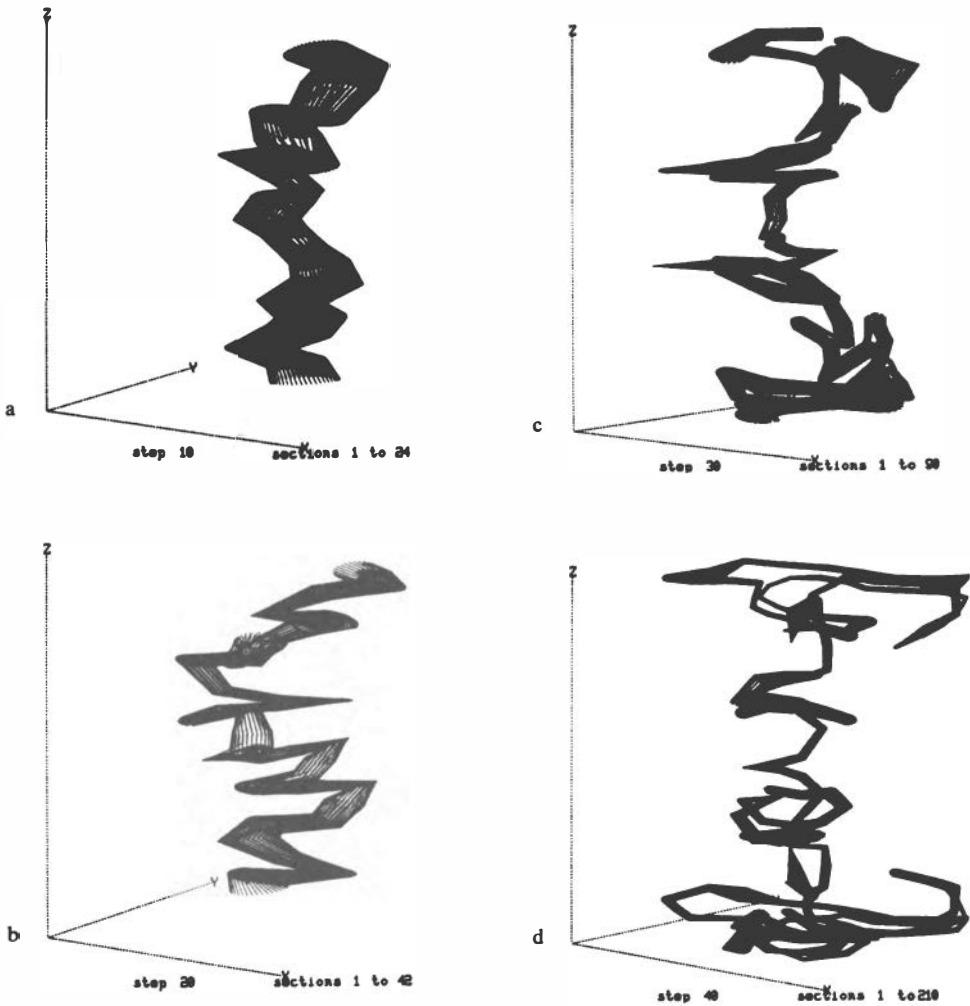 Z
Y
X
a
step 10 sections 1 to 24
Z
X
c
step 30 sections 1 to 90
Z
Y
X
b
step 20 sections 1 to 42
Z
X
d
step 40 sections 1 to 210